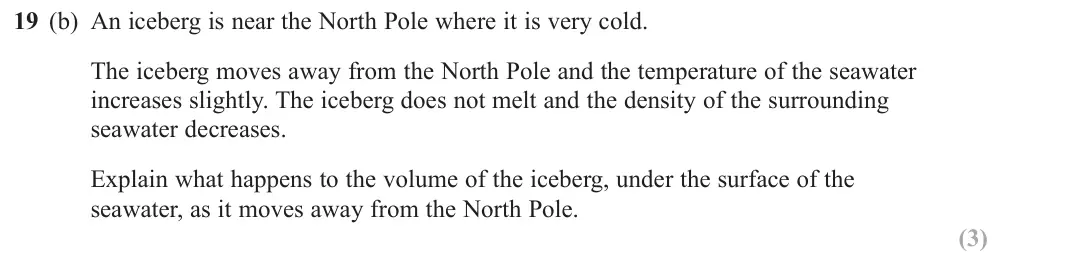 19 (b) An iceberg is near the North Pole where it is very cold.
The iceberg moves away from the North Pole and the temperature of the seawater
increases slightly. The iceberg does not melt and the density of the surrounding
seawater decreases.
Explain what happens to the volume of the iceberg, under the surface of the
seawater, as it moves away from the North Pole.
(3)